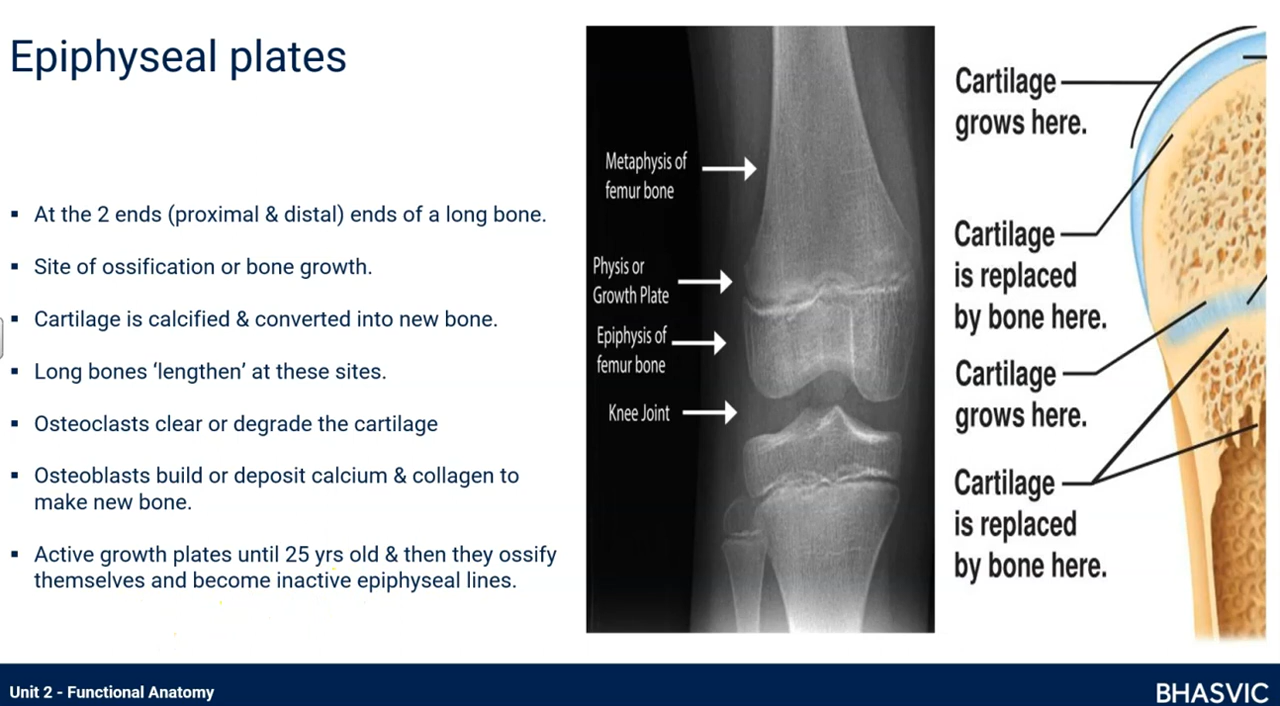 Epiphyseal plates
▪ At the 2 ends (proximal & distal) ends of a long bone.
▪ Site of ossification or bone growth.
▪ Cartilage is calcified & converted into new bone.
▪ Long bones ‘lengthen’ at these sites.
▪ Osteoclasts clear or degrade the cartilage
▪ Osteoblasts build or deposit calcium & collagen to
make new bone.
▪ Active growth plates until 25 yrs old & then they ossify
themselves and become inactive epiphyseal lines.
Metaphysis of
femur bone
Physis or
Growth Plate
Epiphysis of
femur bone
Knee Joint
Cartilage
grows here.
Cartilage
is replaced
by bone here.
Cartilage
grows here.
Cartilage
is replaced
by bone here.
Unit 2 - Functional Anatomy
BHASVIC